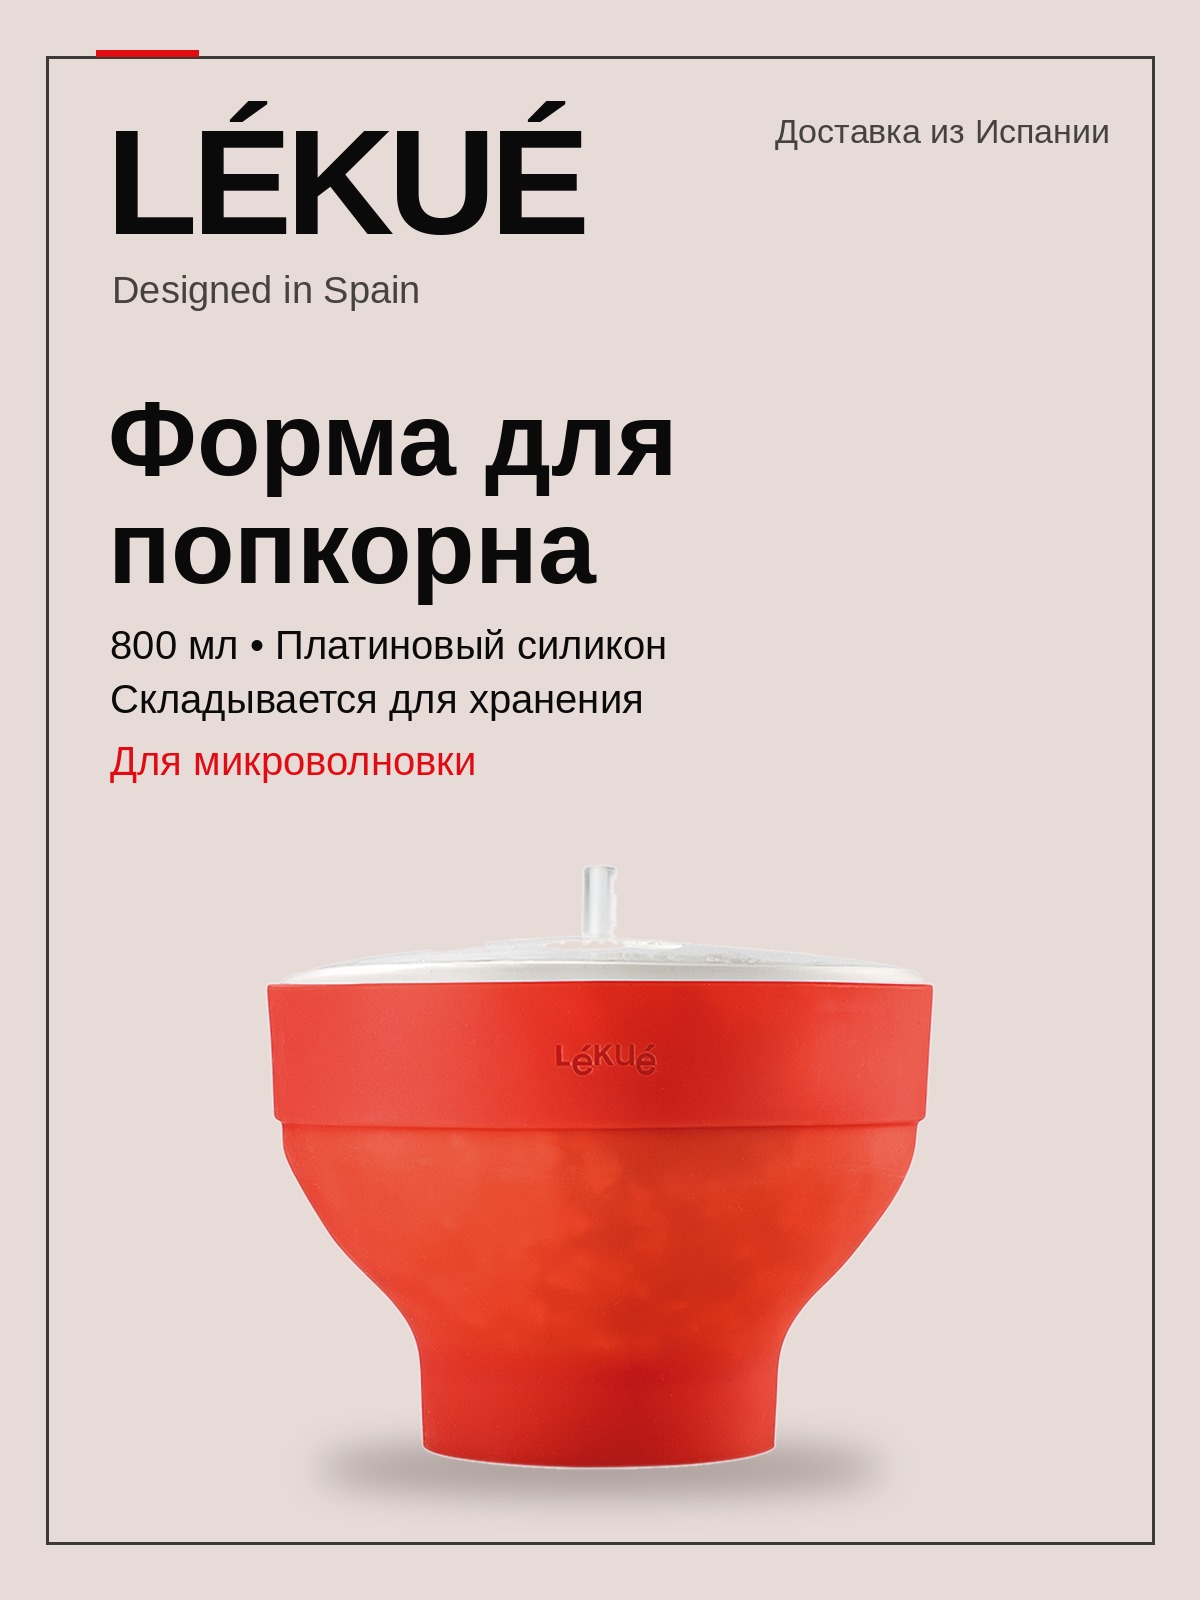 LÉKUÉ
Доставка из Испании
Designed in Spain
Форма для
попкорна
800 мл • Платиновый силикон
Складывается для хранения
Для микроволновки
LéKUé